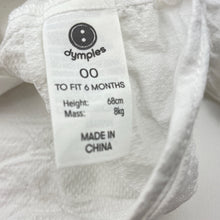 dymples
00
TO FIT 6 MONTHS
Height: 68cm
Mass: 8kg
MADE IN
CHINA